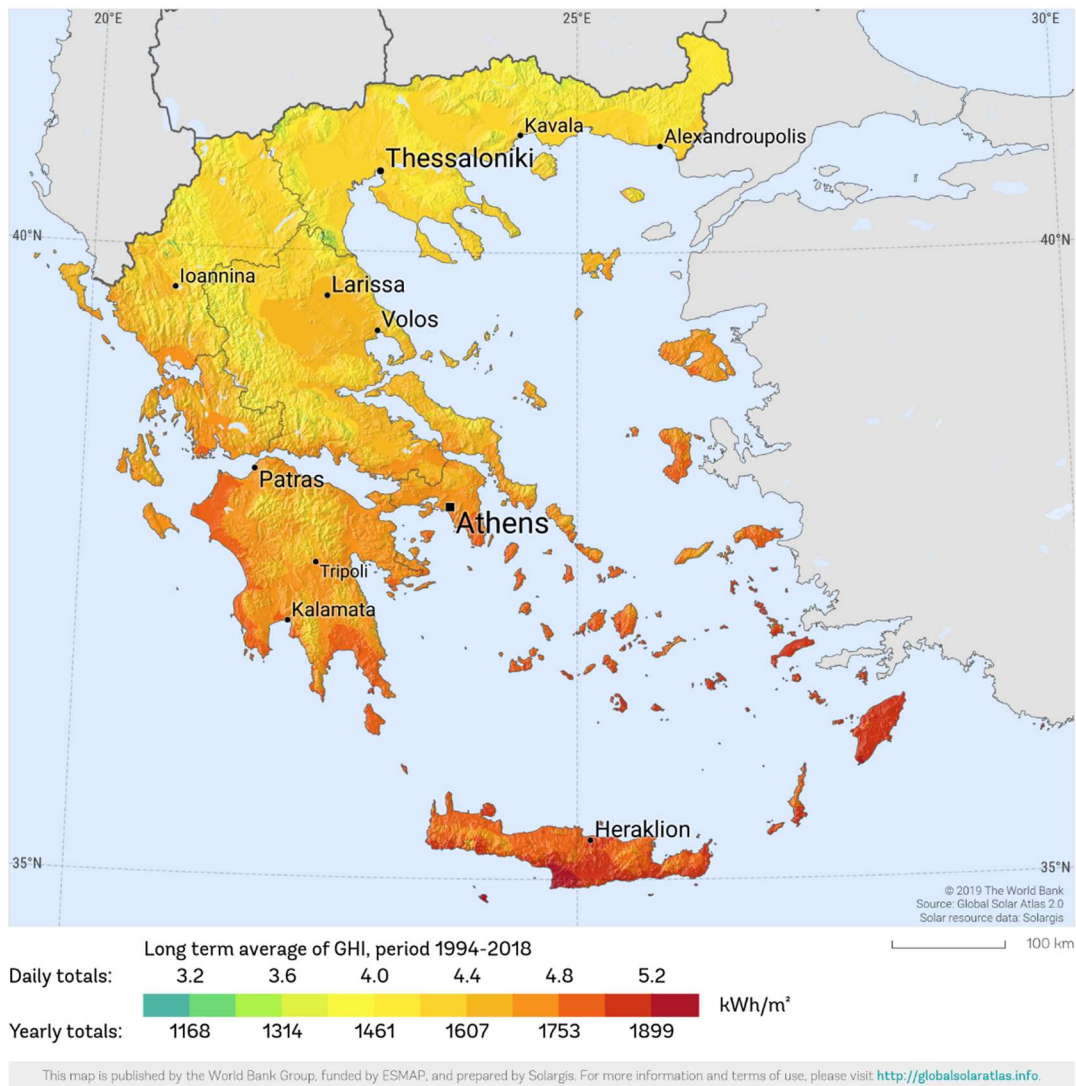 20°E 25°E 30°E
Kavala
Alexandroupolis
Thessaloniki
40°N 40°N
Ioannina
Larissa
Volos
Patras
Athens
Tripoli
Kalamata
Heraklion
35°N 35°N
© 2019 The World Bank
Source: Global Solar Atlas 2.0
Solar resource data: Solargis
Long term average of GHI, period 1994-2018
100 km
Daily totals: 3.2 3.6 4.0 4.4 4.8 5.2
kWh/m²
Yearly totals: 1168 1314 1461 1607 1753 1899
This map is published by the World Bank Group, funded by ESMAP, and prepared by Solargis. For more information and terms of use, please visit http://globalsolaratlas.info.